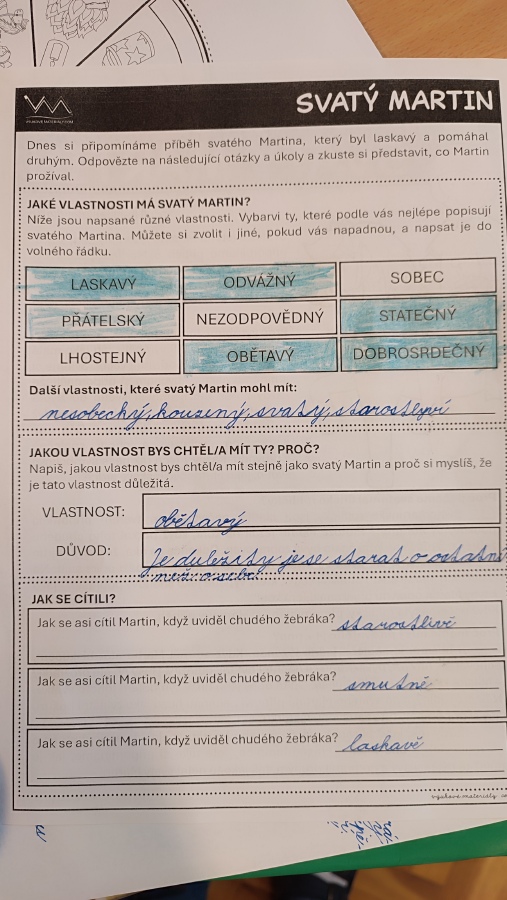 VM
SVATÝ MARTIN
Dnes si připomínáme příběh svatého Martina, který byl laskavý a pomáhal
druhým. Odpovězte na následující otázky a úkoly a zkuste si představit, co Martin
prožíval.
JAKÉ VLASTNOSTI MÁ SVATÝ MARTIN?
Níže jsou napsané různé vlastnosti. Vybarvi ty, které podle vás nejlépe popisují
svatého Martina. Můžete si zvolit i jiné, pokud vás napadnou, a napsat je do
volného řádku.
LASKAVÝ ODVÁŽNÝ SOBEC
PŘÁTELSKÝ NEZODPOVĚDNÝ STATEČNÝ
LHOSTEJNÝ OBĚTAVÝ DOBROSRDEČNÝ
Další vlastnosti, které svatý Martin mohl mít:
nesobecký, kouzený, svatý, starostlyví
JAKOU VLASTNOST BYS CHTĚL/A MÍT TY? PROČ?
Napiš, jakou vlastnost bys chtěl/a mít stejně jako svatý Martin a proč si myslíš, že
je tato vlastnost důležitá.
VLASTNOST: obětavý
DŮVOD: Je duležity je se starat o ostatní
než o sebe
JAK SE CÍTILI?
Jak se asi cítil Martin, když uviděl chudého žebráka? starostlivě
Jak se asi cítil Martin, když uviděl chudého žebráka? smutně
Jak se asi cítil Martin, když uviděl chudého žebráka? laskavě